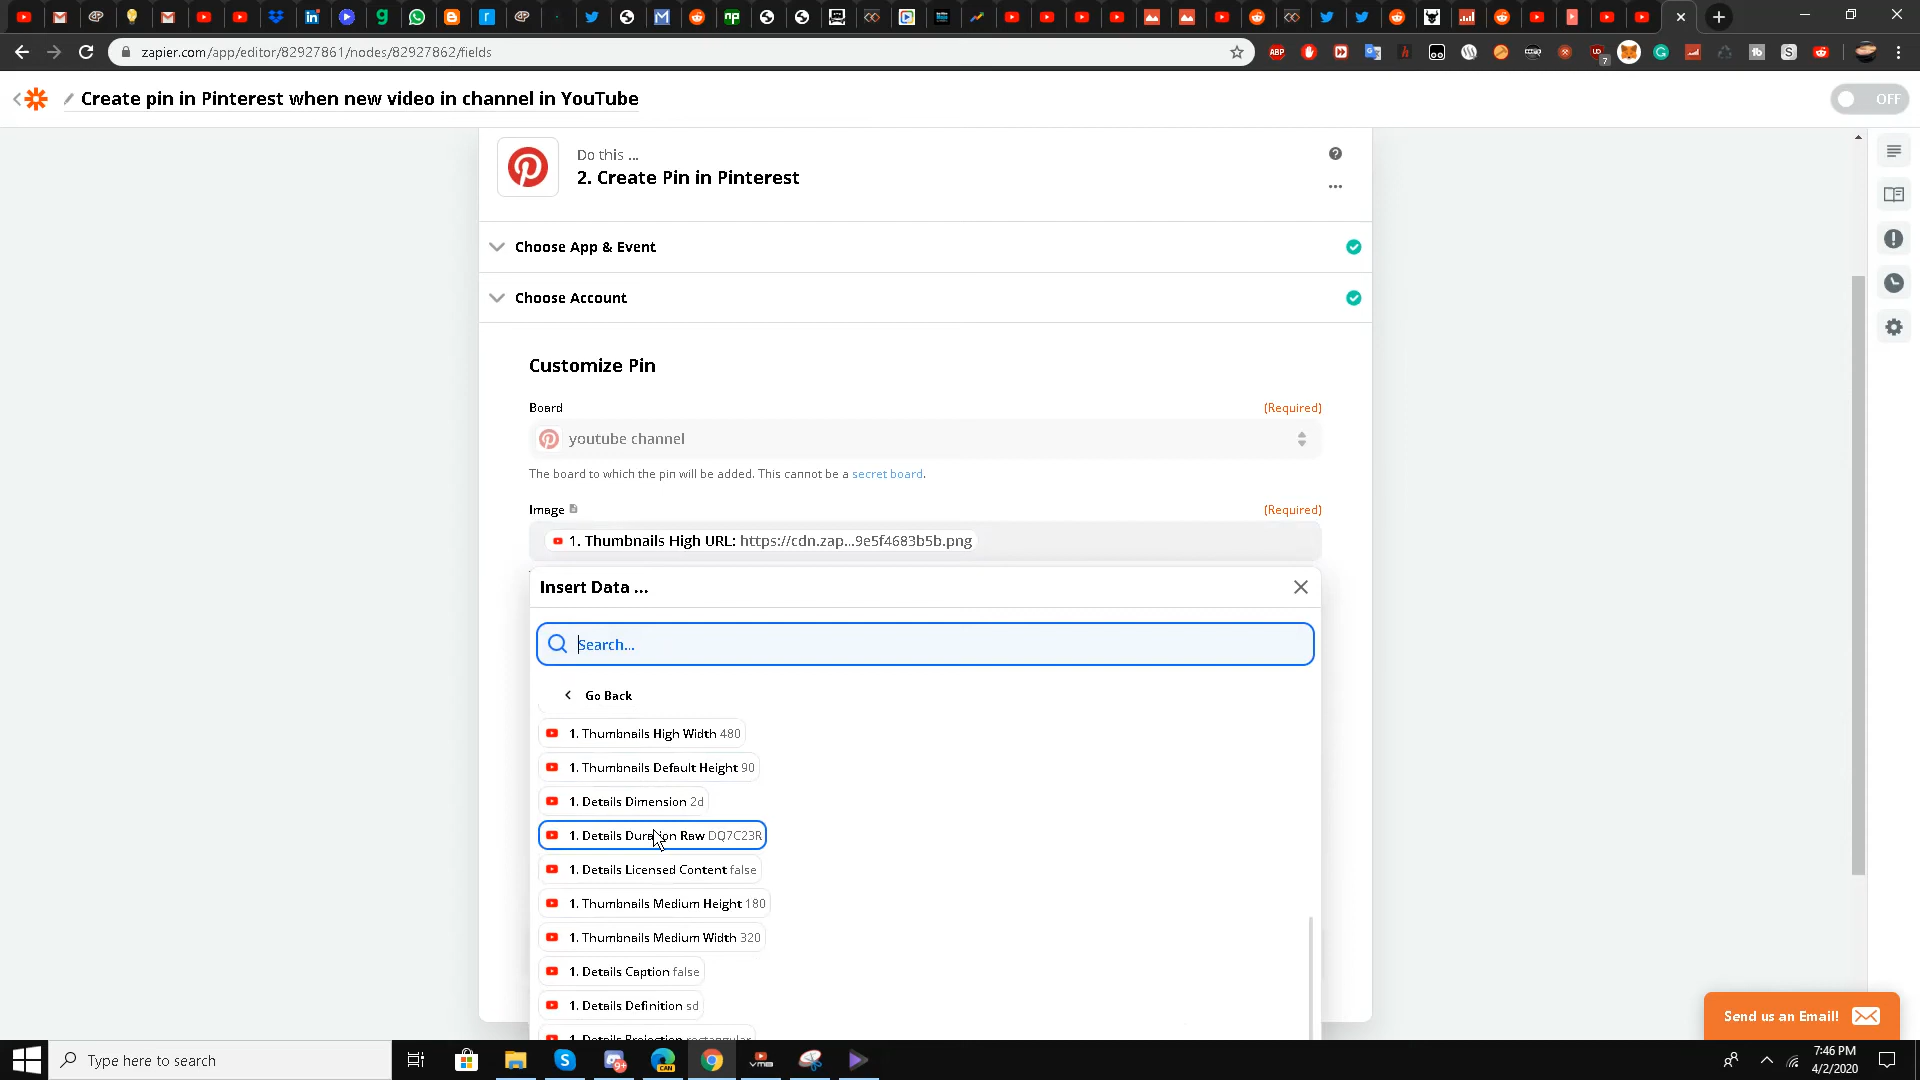 zapier.com/app/editor/82927861/nodes/82927862/fields
Create pin in Pinterest when new video in channel in YouTube
OFF
Do this ...
2. Create Pin in Pinterest
Choose App & Event
Choose Account
Customize Pin
Board (Required)
youtube channel
The board to which the pin will be added. This cannot be a secret board.
Image (Required)
1. Thumbnails High URL: https://cdn.zap...9e5f4683b5b.png
Insert Data ...
Search...
Go Back
1. Thumbnails High Width 480
1. Thumbnails Default Height 90
1. Details Dimension 2d
1. Details Duration Raw DQ7C23R
1. Details Licensed Content false
1. Thumbnails Medium Height 180
1. Thumbnails Medium Width 320
1. Details Caption false
1. Details Definition sd
1. Details Projection rectangular
Send us an Email!
Type here to search
7:46 PM
4/2/2020